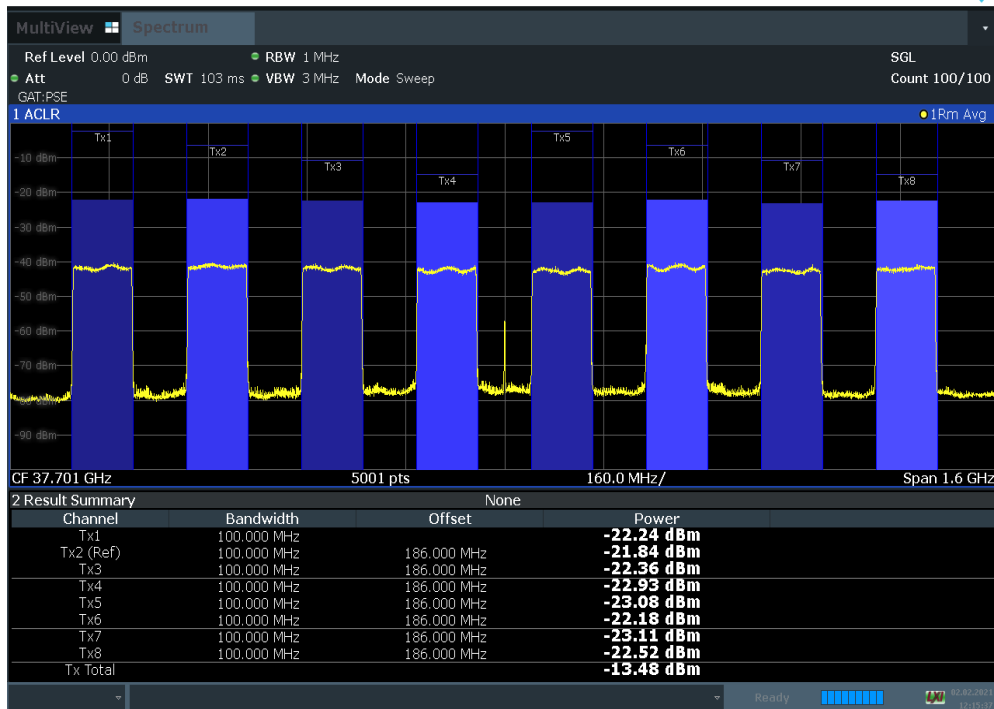 MultiView Spectrum
Ref Level 0.00 dBm RBW 1 MHz SGL
Att 0 dB SWT 103 ms VBW 3 MHz Mode Sweep Count 100/100
GAT:PSE
1 ACLR 1Rm Avg
Tx1 Tx5
Tx2 Tx6
-10 dBm
Tx3 Tx7
Tx4 Tx8
-20 dBm
-30 dBm
-40 dBm
-50 dBm
-60 dBm
-70 dBm
-90 dBm
CF 37.701 GHz 5001 pts 160.0 MHz/ Span 1.6 GHz
2 Result Summary None
Channel Bandwidth Offset Power
Tx1 100.000 MHz -22.24 dBm
Tx2 (Ref) 100.000 MHz 186.000 MHz -21.84 dBm
Tx3 100.000 MHz 186.000 MHz -22.36 dBm
Tx4 100.000 MHz 186.000 MHz -22.93 dBm
Tx5 100.000 MHz 186.000 MHz -23.08 dBm
Tx6 100.000 MHz 186.000 MHz -22.18 dBm
Tx7 100.000 MHz 186.000 MHz -23.11 dBm
Tx8 100.000 MHz 186.000 MHz -22.52 dBm
Tx Total -13.48 dBm
Ready 02.02.2021